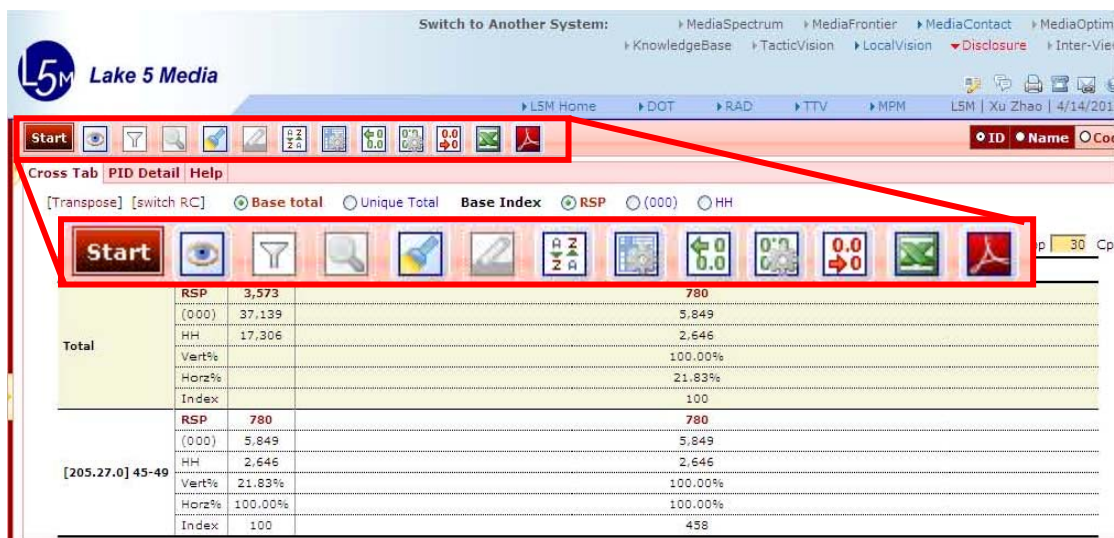 Switch to Another System: MediaSpectrum MediaFrontier MediaContact MediaOptim
KnowledgeBase TacticVision LocalVision Disclosure Inter-Vie
L5M Lake 5 Media
L5M Home DOT RAD TTV MPM L5M | Xu Zhao | 4/14/201
Start ID Name Coo
Cross Tab PID Detail Help
[Transpose] [switch RC] Base total Unique Total Base Index RSP (000) HH
Start 30 Cp
RSP 3,573 780
(000) 37,139 5,849
HH 17,306 2,646
Total
Vert% 100.00%
Horz% 21.83%
Index 100
RSP 780 780
(000) 5,849 5,849
HH 2,646 2,646
[205.27.0] 45-49
Vert% 21.83% 100.00%
Horz% 100.00% 100.00%
Index 100 458